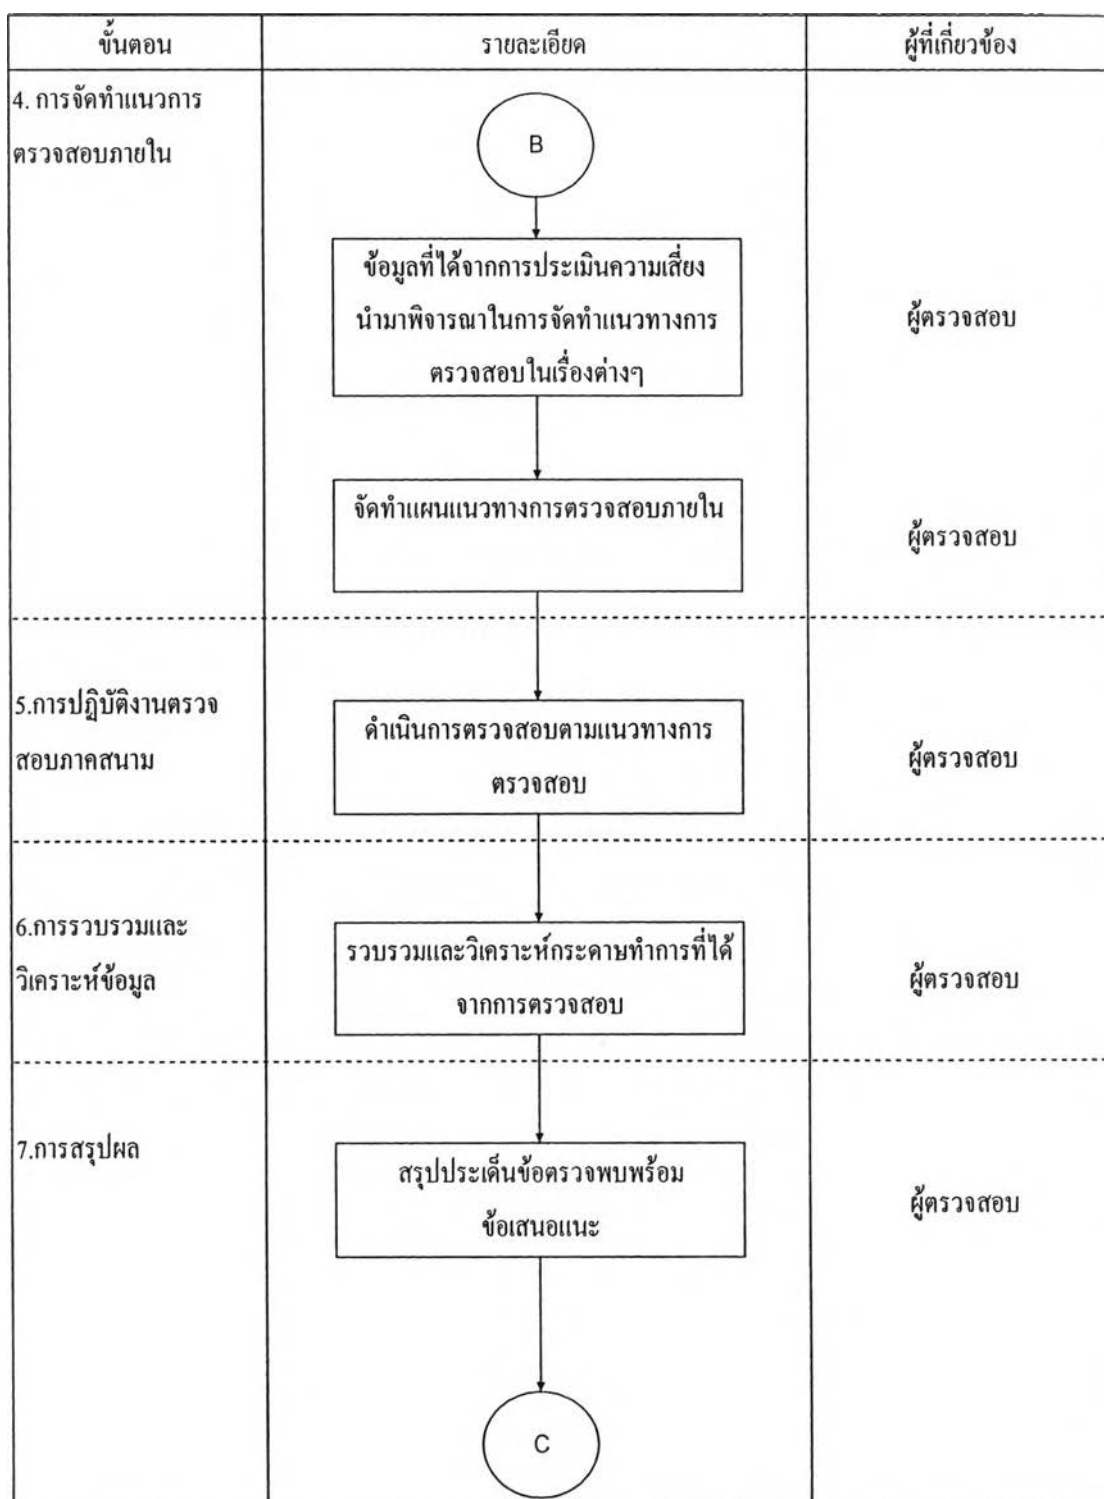 ขั้นตอน
รายละเอียด
ผู้ที่เกี่ยวข้อง
4. การจัดทำแนวการ
ตรวจสอบภายใน
B
ข้อมูลที่ได้จากการประเมินความเสี่ยง
นำมาพิจารณาในการจัดทำแนวทางการ
ตรวจสอบในเรื่องต่างๆ
ผู้ตรวจสอบ
จัดทำแผนแนวทางการตรวจสอบภายใน
ผู้ตรวจสอบ
5.การปฏิบัติงานตรวจ
สอบภาคสนาม
ดำเนินการตรวจสอบตามแนวทางการ
ตรวจสอบ
ผู้ตรวจสอบ
6.การรวบรวมและ
วิเคราะห์ข้อมูล
รวบรวมและวิเคราะห์กระดาษทำการที่ได้
จากการตรวจสอบ
ผู้ตรวจสอบ
7.การสรุปผล
สรุปประเด็นข้อตรวจพบพร้อม
ข้อเสนอแนะ
ผู้ตรวจสอบ
C